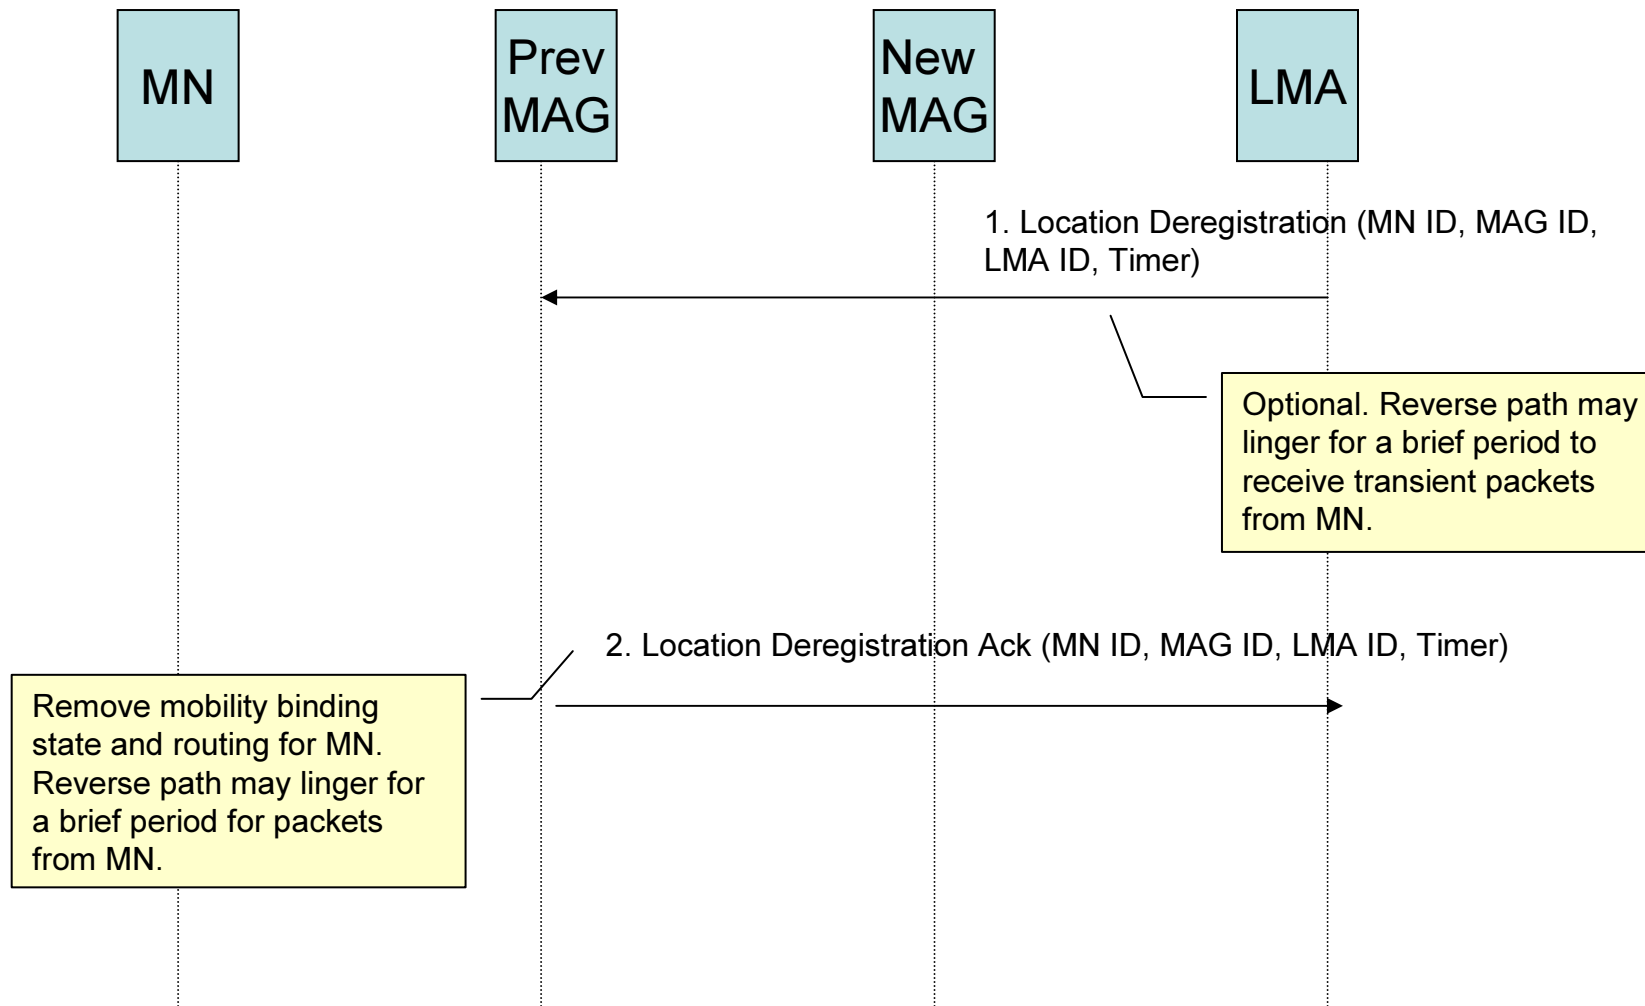 MN
Prev
MAG
New
MAG
LMA
1. Location Deregistration (MN ID, MAG ID,
LMA ID, Timer)
Optional. Reverse path may
linger for a brief period to
receive transient packets
from MN.
2. Location Deregistration Ack (MN ID, MAG ID, LMA ID, Timer)
Remove mobility binding
state and routing for MN.
Reverse path may linger for
a brief period for packets
from MN.